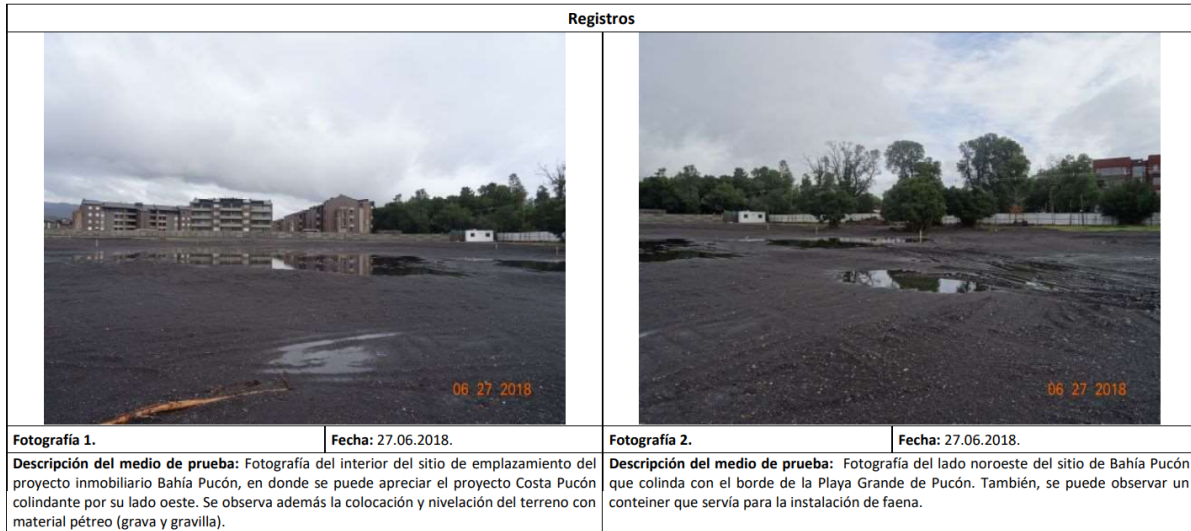 Registros
06 27 2018
06 27 2018
Fotografía 1.
Fecha: 27.06.2018.
Fotografía 2.
Fecha: 27.06.2018.
Descripción del medio de prueba: Fotografía del interior del sitio de emplazamiento del
proyecto inmobiliario Bahía Pucón, en donde se puede apreciar el proyecto Costa Pucón
colindante por su lado oeste. Se observa además la colocación y nivelación del terreno con
material pétreo (grava y gravilla).
Descripción del medio de prueba: Fotografía del lado noroeste del sitio de Bahía Pucón
que colinda con el borde de la Playa Grande de Pucón. También, se puede observar un
conteiner que servía para la instalación de faena.